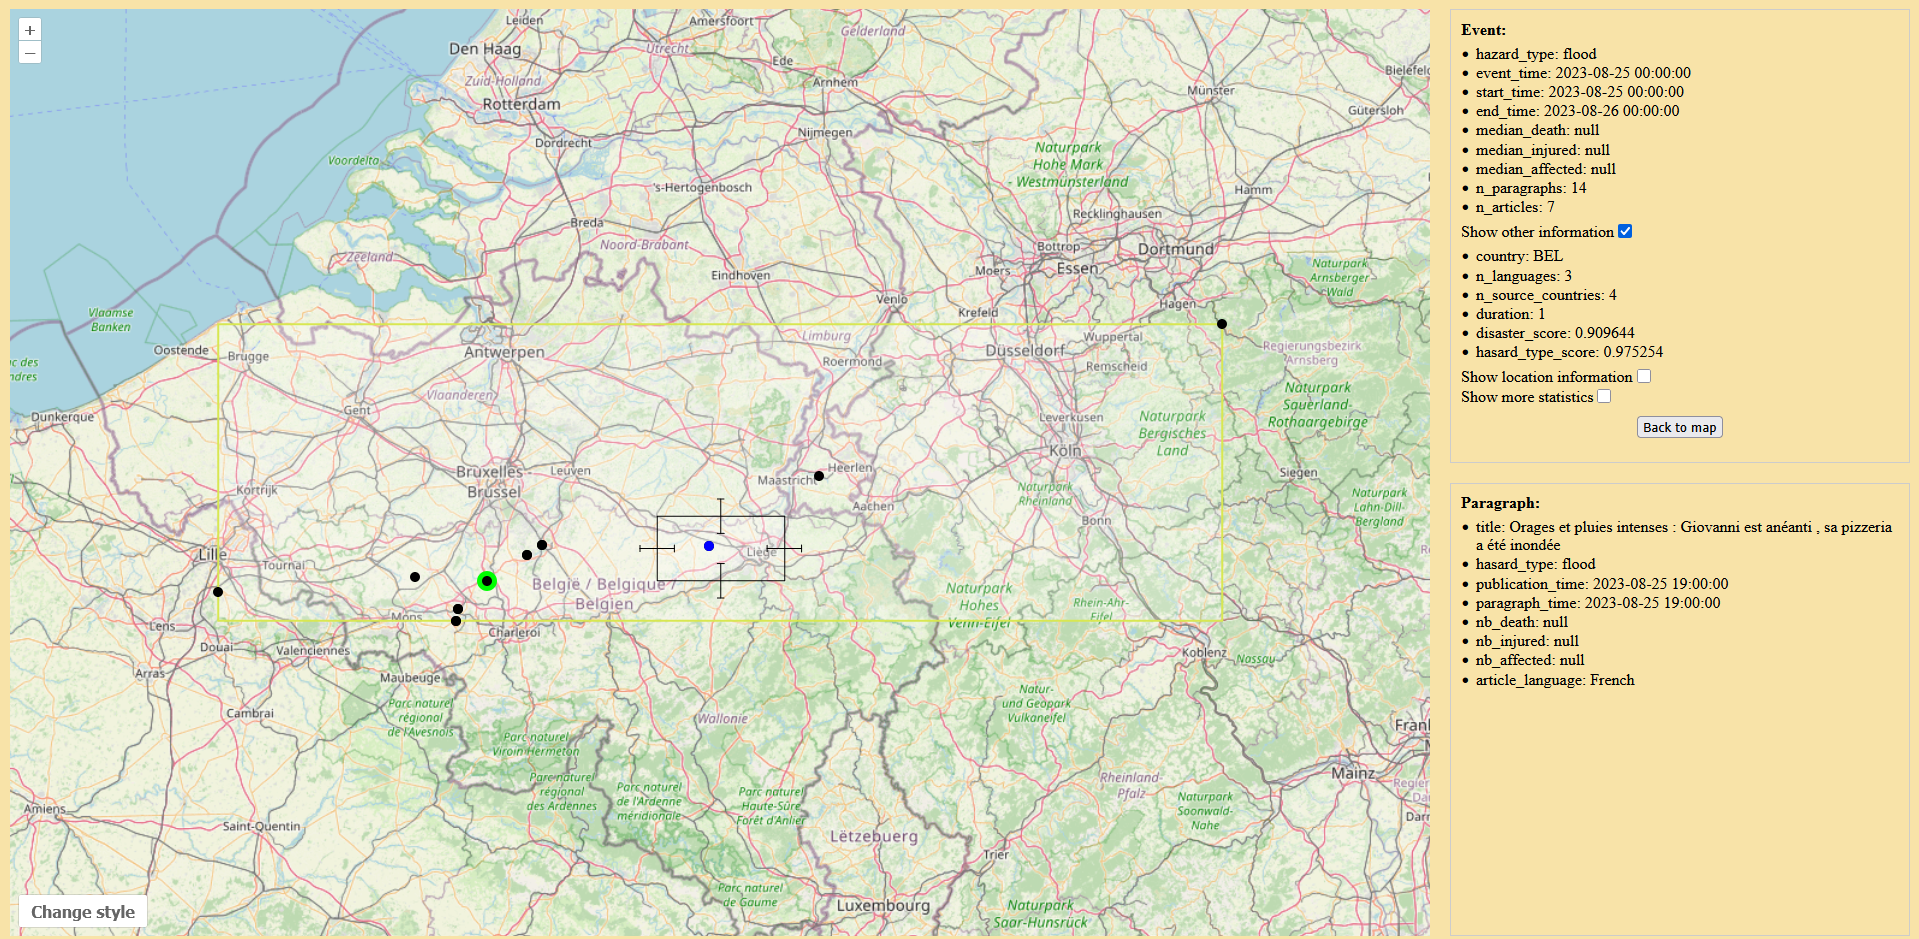 +
−
Leiden
Amersfoort
Gelderland
Den Haag
Utrecht
Ede
Bielefeld
Zuid-Holland
Arnhem
Münster
Rotterdam
Gütersloh
Nijmegen
Dordrecht
Naturpark
Hohe Mark
- Westmünsterland
Voordelta
's-Hertogenbosch
Hamm
Recklinghausen
Breda
Noord-Brabant
Bottrop
Dortmund
Zeeland
Eindhoven
Moers
Essen
Naturpark
Arnsberger
Wald
Venlo
Hagen
Vlaamse
Banken
Krefeld
Limburg
Wuppertal
Oostende
Brugge
Antwerpen
Düsseldorf
Regierungsbezirk
Arnsberg
nc des
ndres
Roermond
Remscheid
Vlaanderen
Naturpark
Sauerland-
Rothaargebirge
Dunkerque
Gent
Leverkusen
Naturpark
Bergisches
Land
Köln
Bruxelles -
Brussel
Leuven
Heerlen
Maastricht
Siegen
Kortrijk
Naturpark
Rheinland
Lahn-Dill-
Bergland
Aachen
Bonn
Lille
Liège
Tournai
België / Belgique /
Belgien
Naturpark
Hohes
Venn-Eifel
Rhein-Ahr-
Eifel
Lens
Mons
Charleroi
Douai
Valenciennes
Koblenz
Nassau
Arras
Maubeuge
Natur-
und Geopark
Vulkaneifel
Parc naturel
régional
de l'Avesnois
Cambrai
Wallonie
Parc naturel
Viroin Hermeton
Mainz
Parc naturel
régional
des Ardennes
Parc naturel
de l'Ardenne
méridionale
Parc naturel
Haute-Sûre
Forêt d'Anlier
Rheinland-
Pfalz
Naturpark
Soonwald-
Nahe
Amiens
Saint-Quentin
Lëtzebuerg
Trier
Parc naturel
de Gaume
Luxembourg
Naturpark
Saar-Hunsrück
Change style
Event:
• hazard_type: flood
• event_time: 2023-08-25 00:00:00
• start_time: 2023-08-25 00:00:00
• end_time: 2023-08-26 00:00:00
• median_death: null
• median_injured: null
• median_affected: null
• n_paragraphs: 14
• n_articles: 7
Show other information
• country: BEL
• n_languages: 3
• n_source_countries: 4
• duration: 1
• disaster_score: 0.909644
• hasard_type_score: 0.975254
Show location information
Show more statistics
Back to map
Paragraph:
• title: Orages et pluies intenses : Giovanni est anéanti , sa pizzeria
a été inondée
• hasard_type: flood
• publication_time: 2023-08-25 19:00:00
• paragraph_time: 2023-08-25 19:00:00
• nb_death: null
• nb_injured: null
• nb_affected: null
• article_language: French